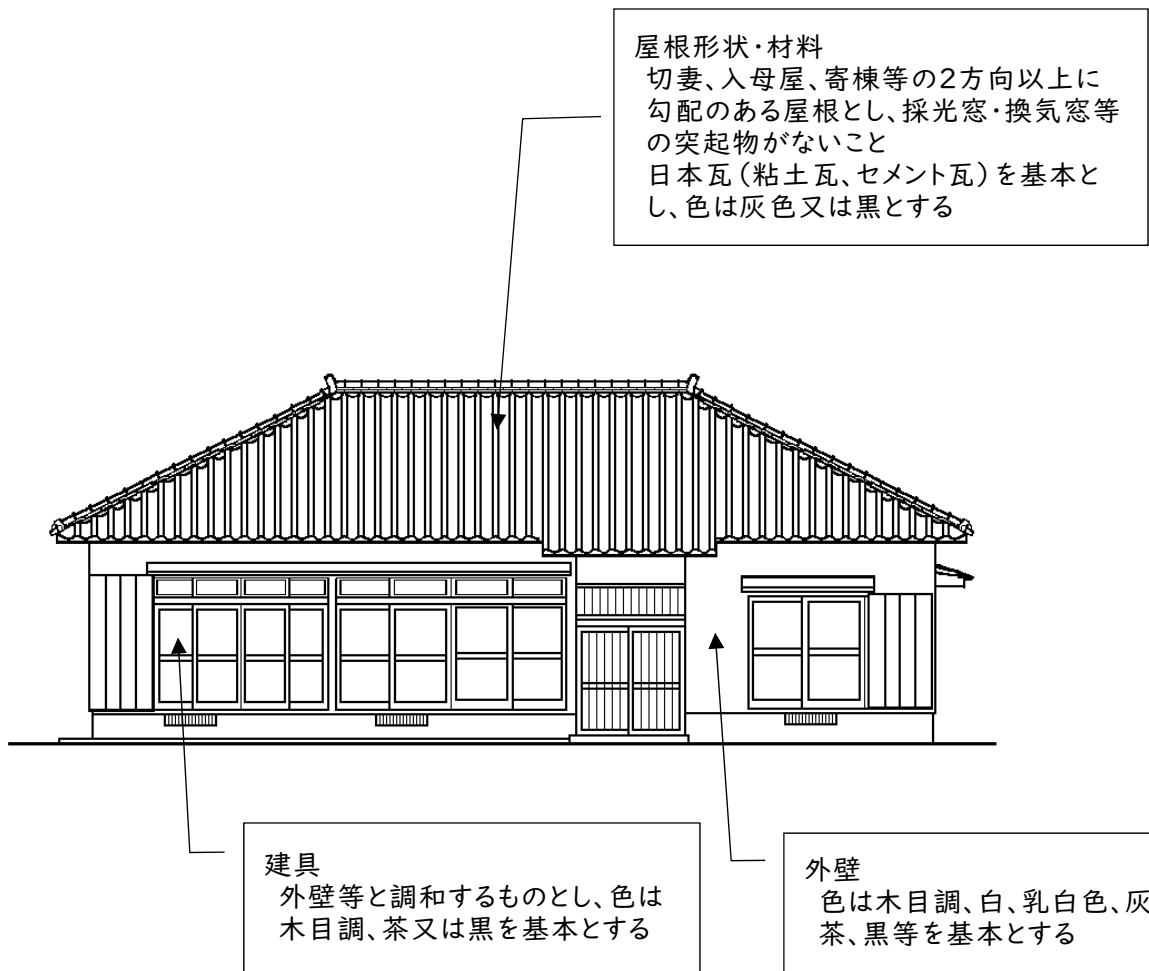 屋根形状・材料
切妻、入母屋、寄棟等の2方向以上に
勾配のある屋根とし、採光窓・換気窓等
の突起物がないこと
日本瓦（粘土瓦、セメント瓦）を基本と
し、色は灰色又は黒とする
建具
外壁等と調和するものとし、色は
木目調、茶又は黒を基本とする
外壁
色は木目調、白、乳白色、灰
茶、黒等を基本とする